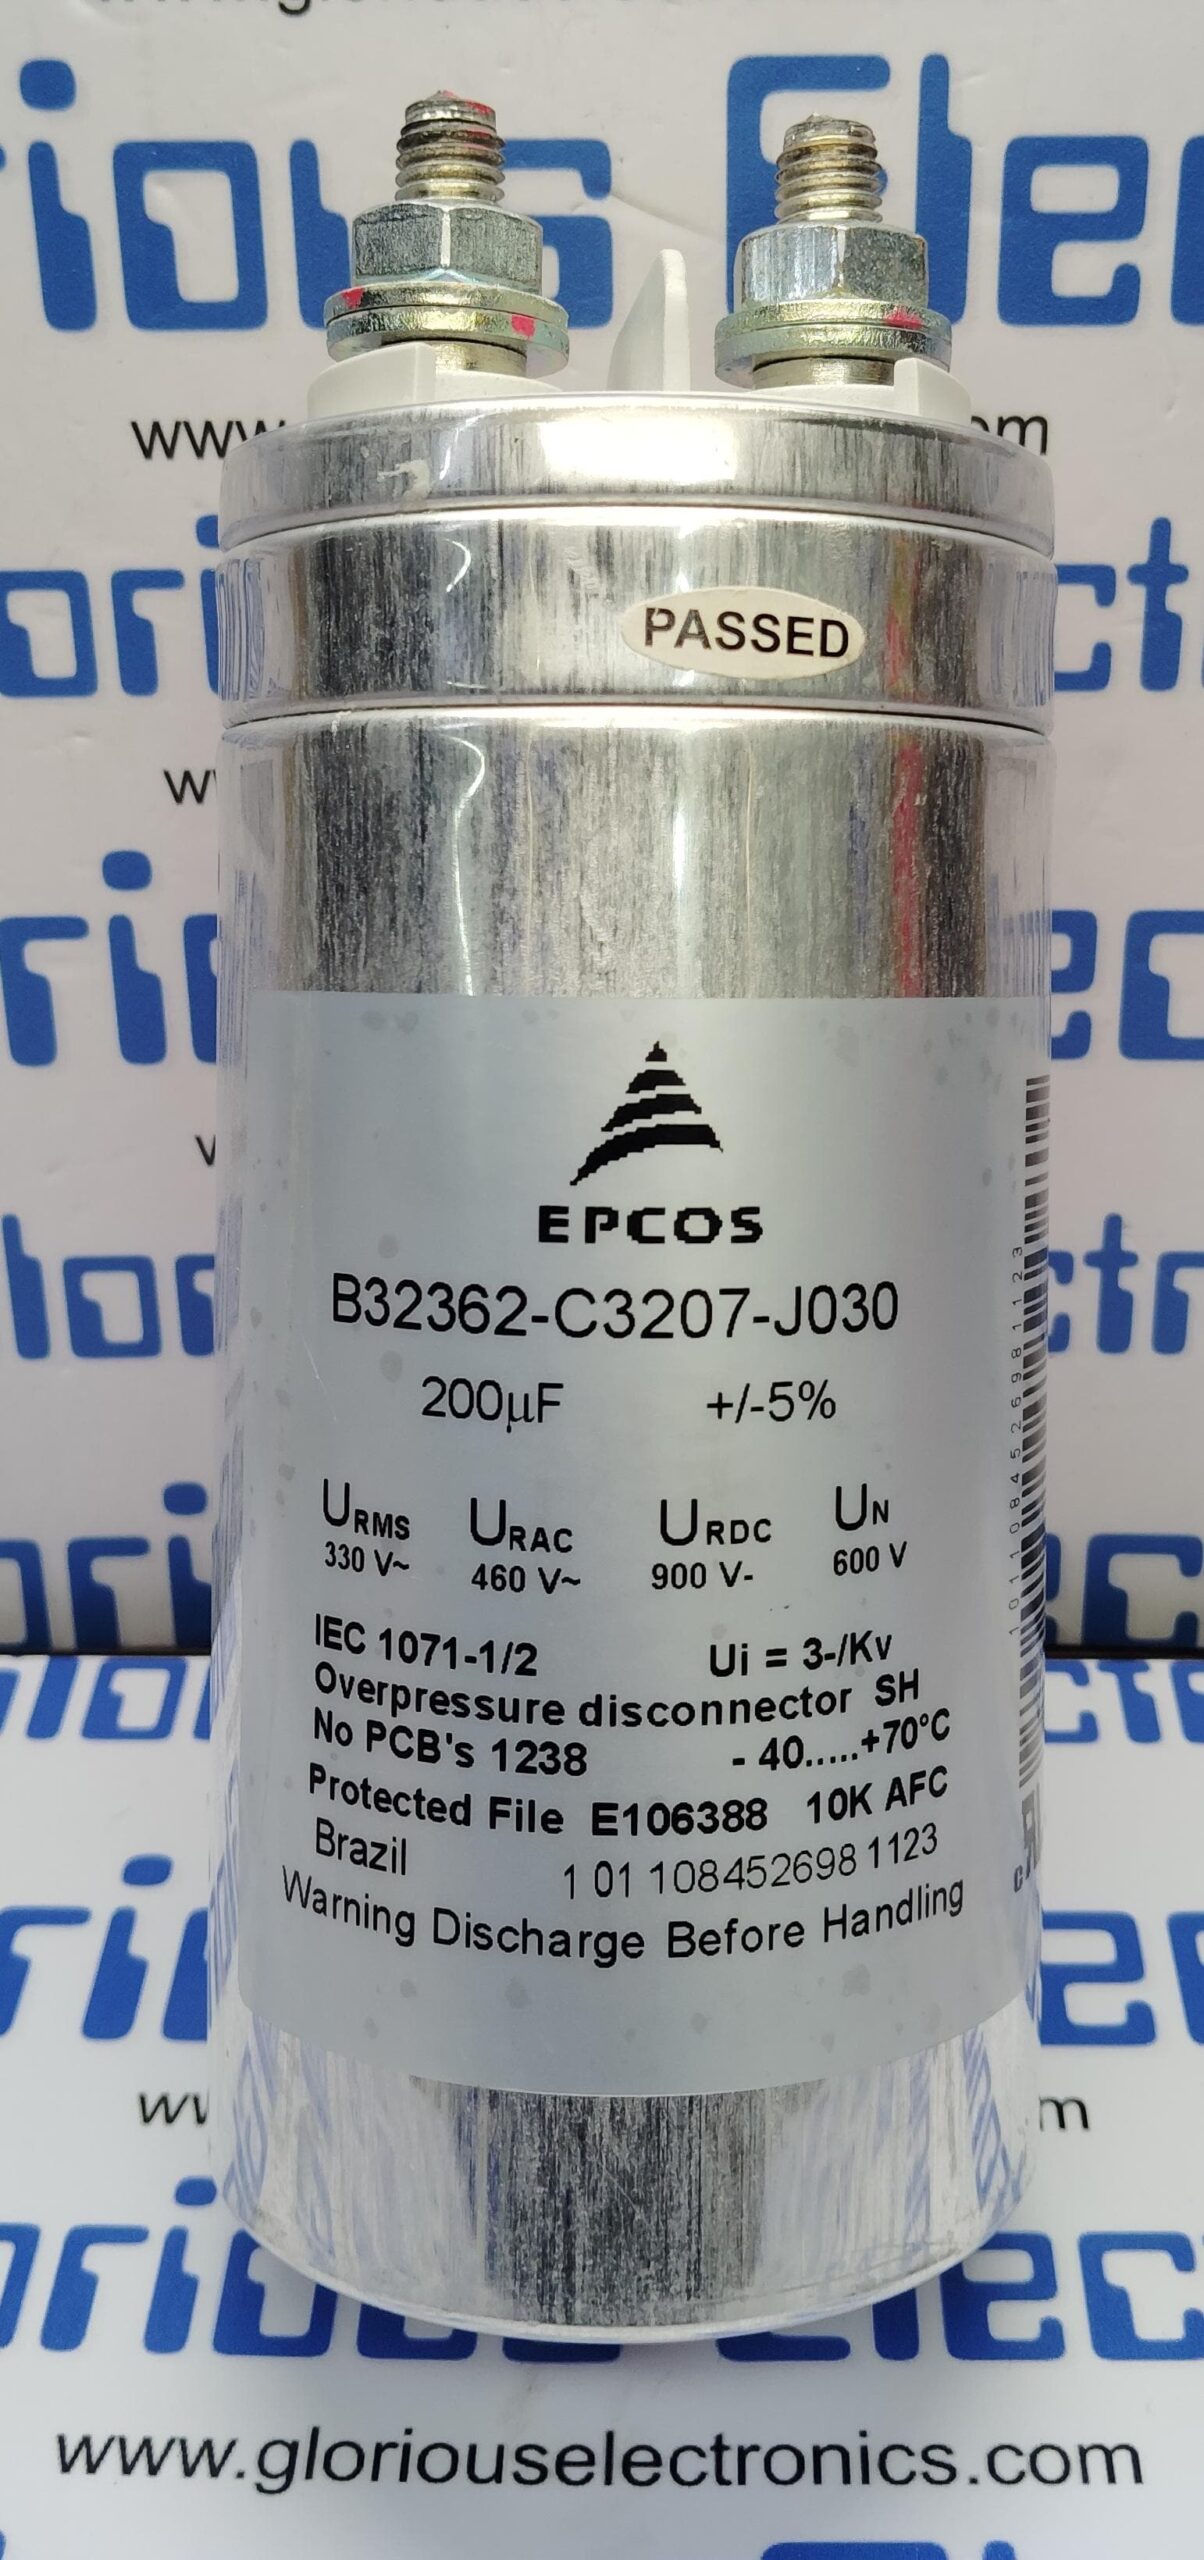 PASSED
EPCOS
B32362-C3207-J030
200µF +/-5%
URMS URAC URDC UN
330 V~ 460 V~ 900 V- 600 V
IEC 1071-1/2 Ui = 3-/Kv
Overpressure disconnector SH
No PCB's 1238 - 40.....+70°C
Protected File E106388 10K AFC
Brazil 1 01 108452698 1123
Warning Discharge Before Handling
1011084526981123
www.gloriouselectronics.com